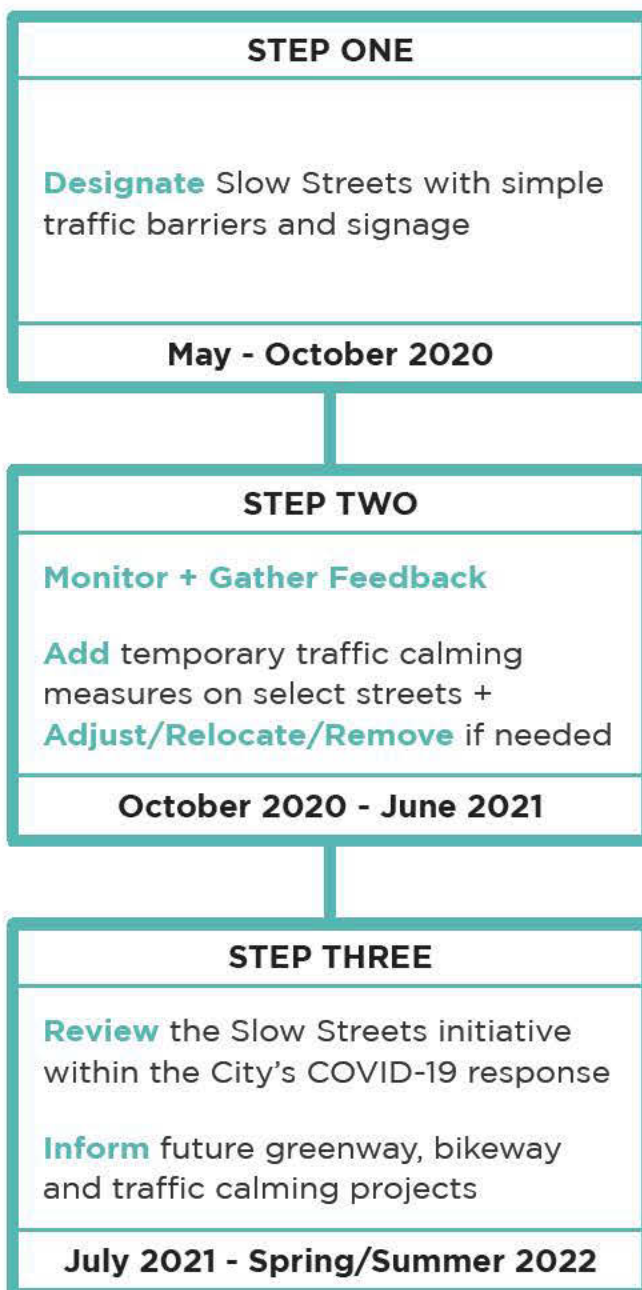 STEP ONE
Designate Slow Streets with simple
traffic barriers and signage
May - October 2020
STEP TWO
Monitor + Gather Feedback
Add temporary traffic calming
measures on select streets +
Adjust/Relocate/Remove if needed
October 2020 - June 2021
STEP THREE
Review the Slow Streets initiative
within the City’s COVID-19 response
Inform future greenway, bikeway
and traffic calming projects
July 2021 - Spring/Summer 2022